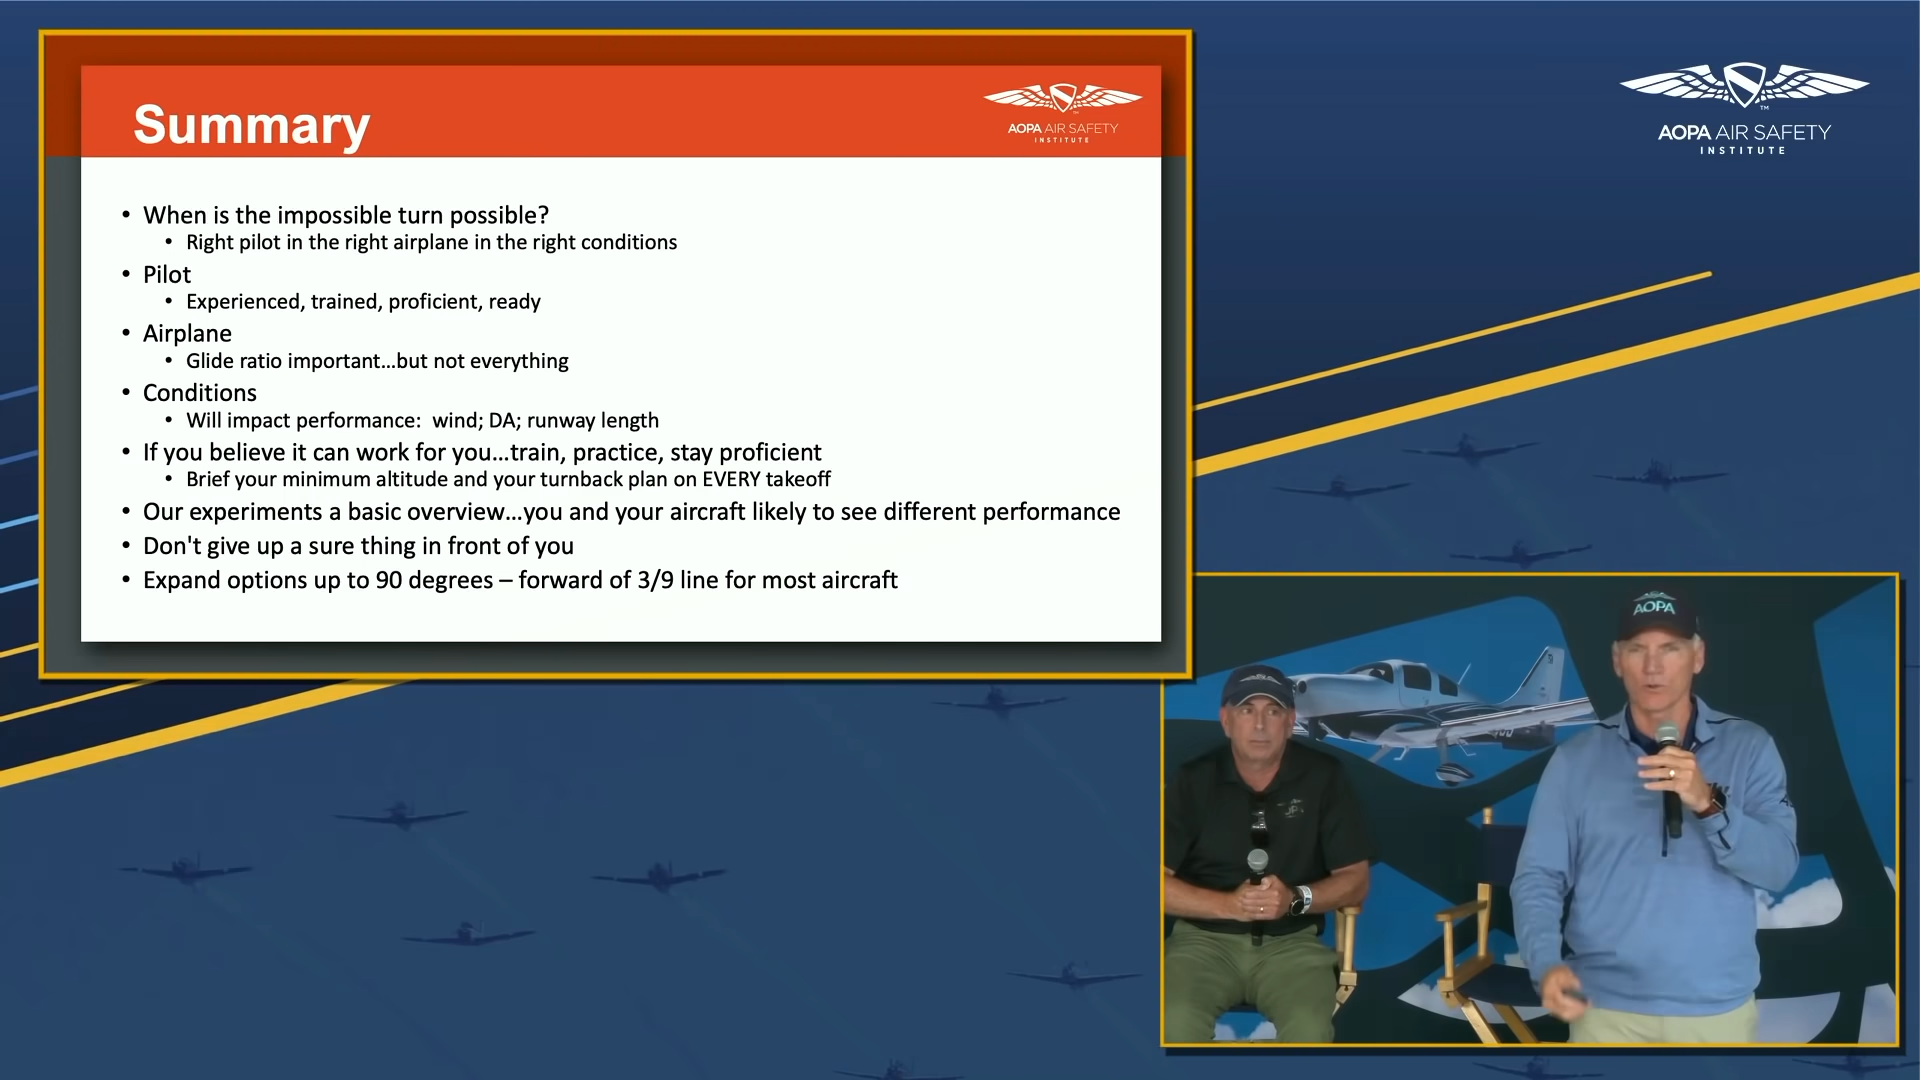 Summary
AOPA AIR SAFETY
INSTITUTE
• When is the impossible turn possible?
• Right pilot in the right airplane in the right conditions
• Pilot
• Experienced, trained, proficient, ready
• Airplane
• Glide ratio important...but not everything
• Conditions
• Will impact performance:  wind; DA; runway length
• If you believe it can work for you...train, practice, stay proficient
• Brief your minimum altitude and your turnback plan on EVERY takeoff
• Our experiments a basic overview...you and your aircraft likely to see different performance
• Don't give up a sure thing in front of you
• Expand options up to 90 degrees – forward of 3/9 line for most aircraft
TM
AOPA AIR SAFETY
INSTITUTE
AOPA